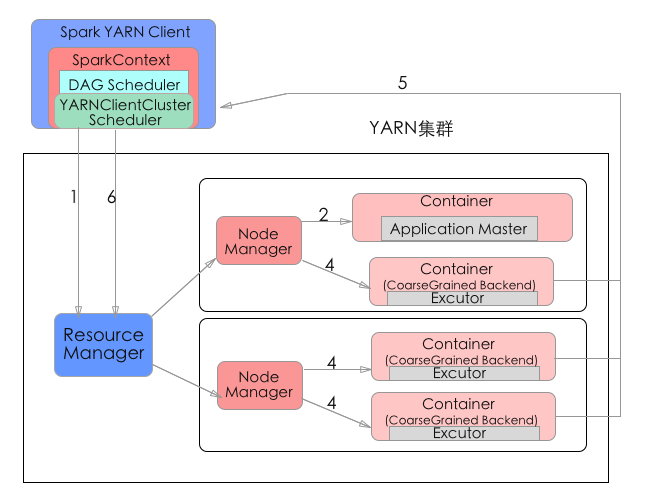 Spark YARN Client
SparkContext
DAG Scheduler
YARNClientCluster
Scheduler
5
YARN集群
1
6
Node
Manager
2
Container
Application Master
4
Container
(CoarseGrained Backend)
Excutor
Resource
Manager
Node
Manager
4
Container
(CoarseGrained Backend)
Excutor
4
Container
(CoarseGrained Backend)
Excutor